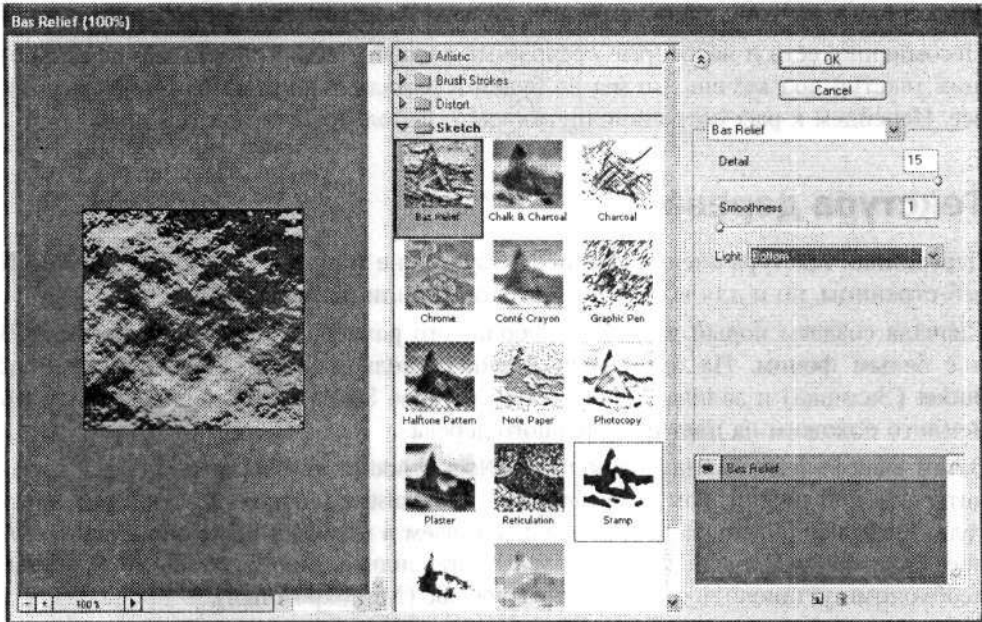 Bas Relief (100%)
Artistic
Brush Strokes
Distort
Sketch
Bas Relief
Chalk & Charcoal
Charcoal
Chrome
Conté Crayon
Graphic Pen
Halftone Pattern
Note Paper
Photocopy
Plaster
Reticulation
Stamp
OK
Cancel
Bas Relief
Detail 15
Smoothness 1
Light: Bottom
Bas Relief
100%